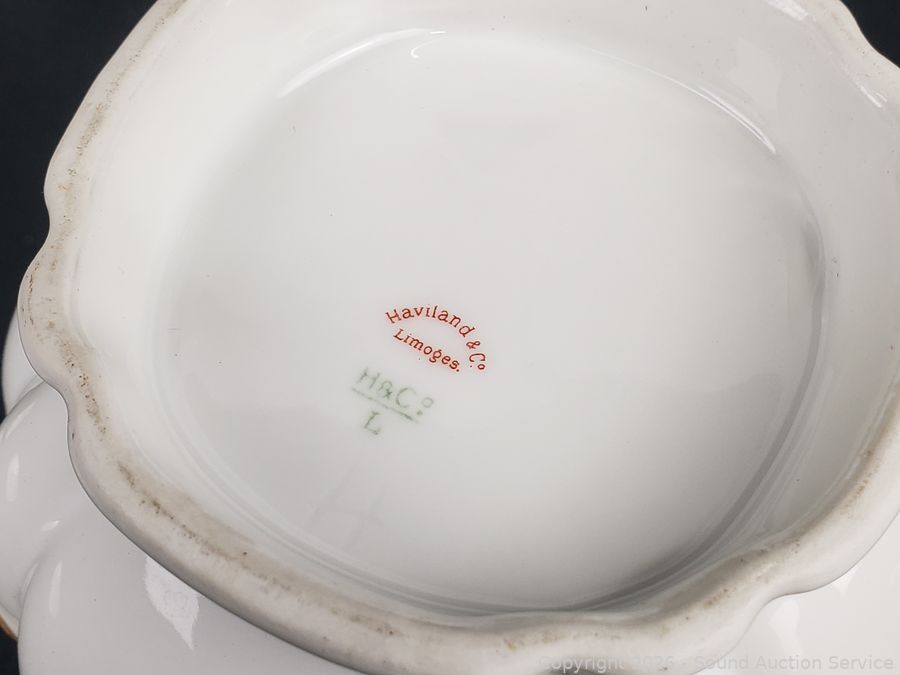 Haviland & Co
Limoges.
H&Co
L
Copyright 2026 - Sound Auction Service